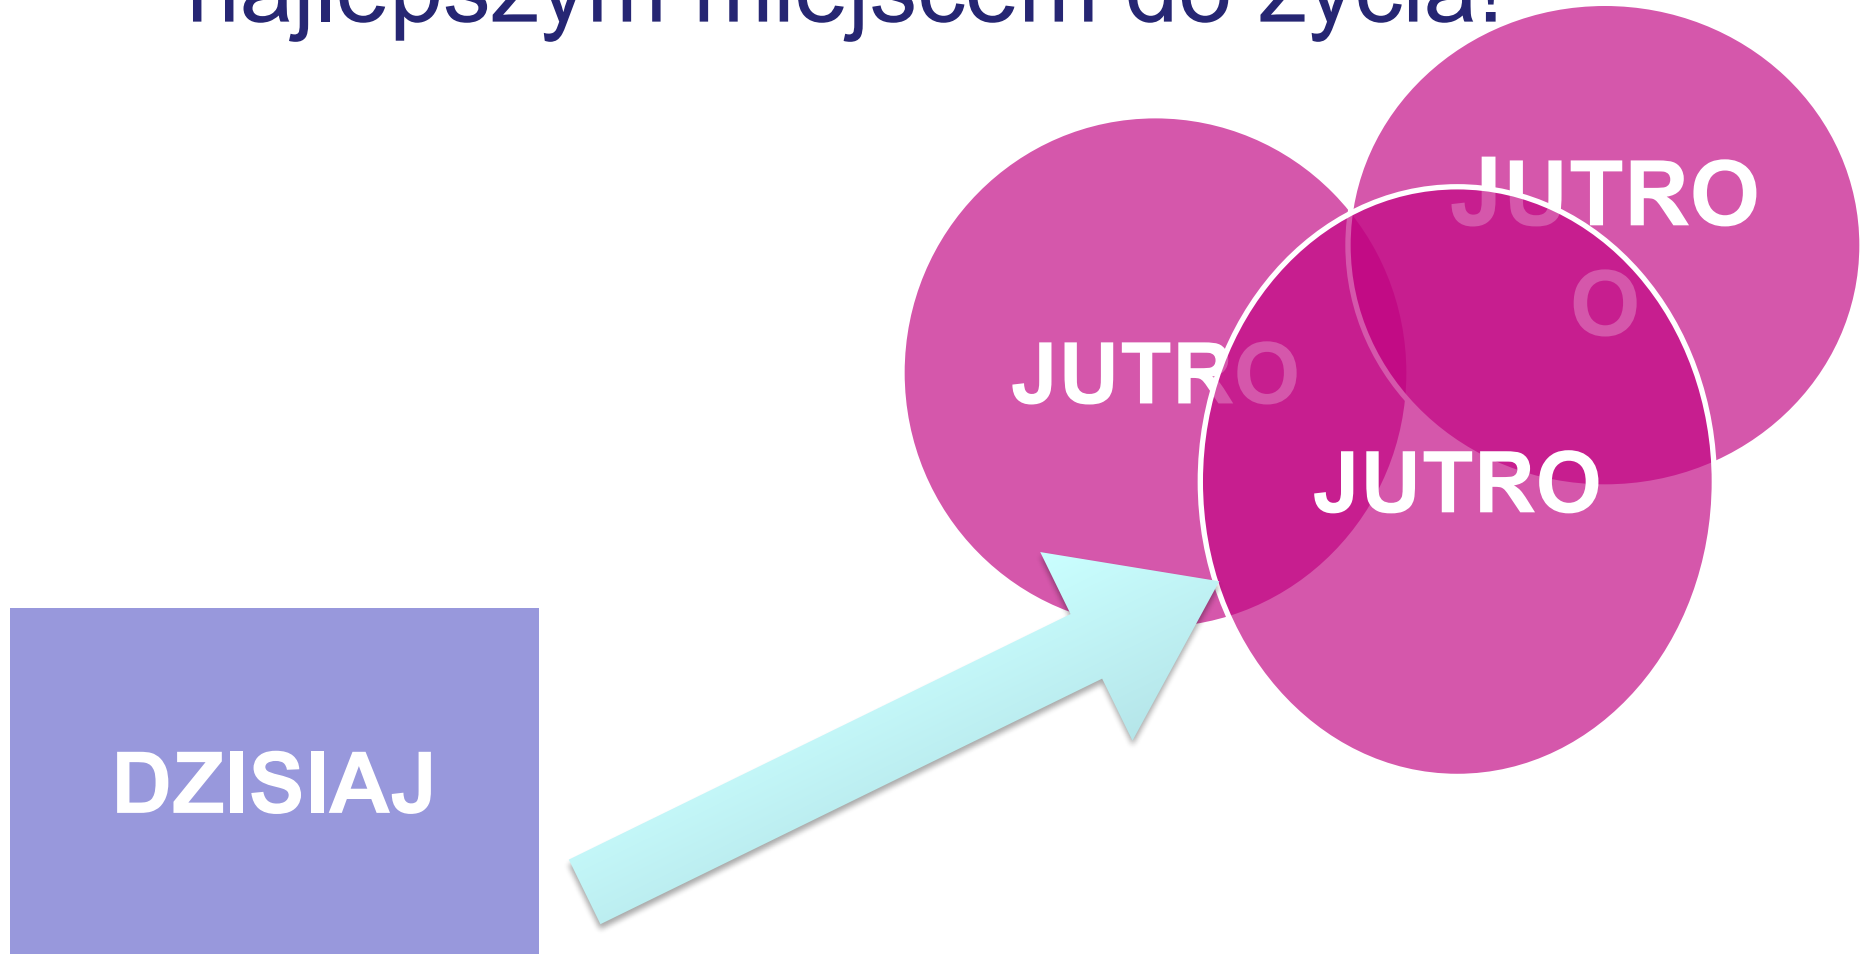 najlepszym miejscem do życia!
JUTRO
O
JUTRO
JUTRO
DZISIAJ